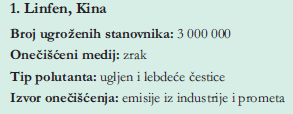 1. Linfen, Kina
Broj ugroženih stanovnika: 3 000 000
Onečišćeni medij: zrak
Tip polutanta: ugljen i lebdeće čestice
Izvor onečišćenja: emisije iz industrije i prometa